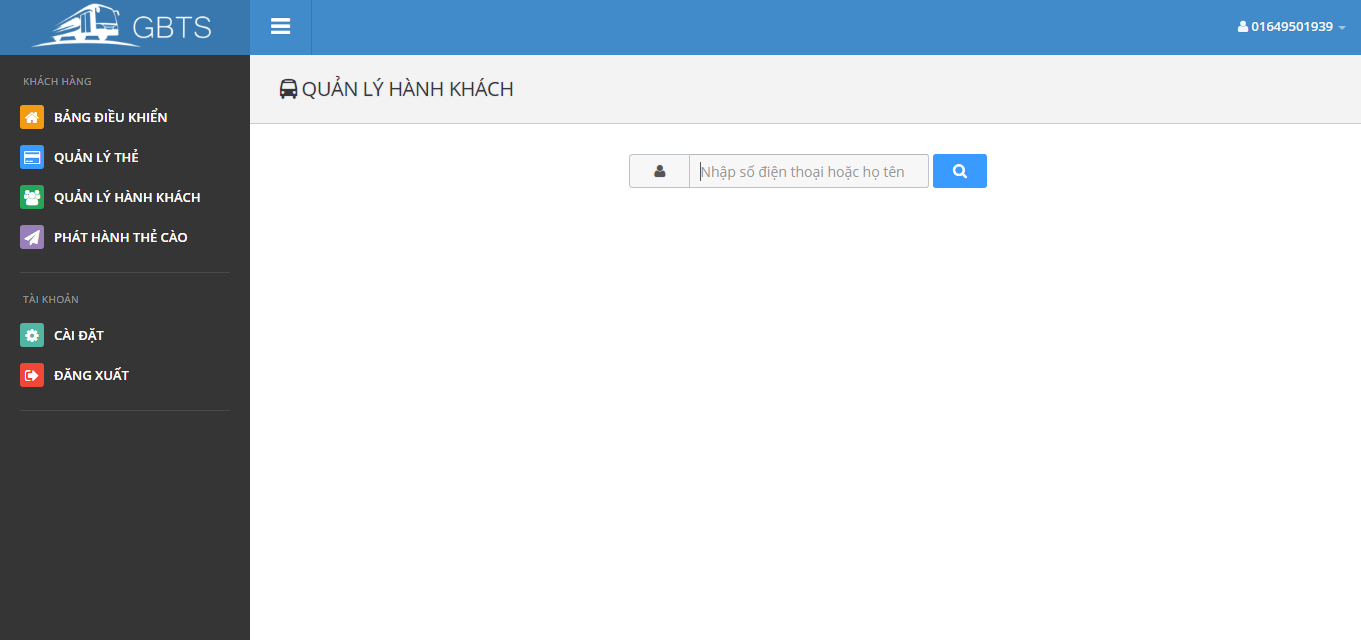 GBTS
01649501939
KHÁCH HÀNG
BẢNG ĐIỀU KHIỂN
QUẢN LÝ THẺ
QUẢN LÝ HÀNH KHÁCH
PHÁT HÀNH THẺ CÀO
TÀI KHOẢN
CÀI ĐẶT
ĐĂNG XUẤT
QUẢN LÝ HÀNH KHÁCH
Nhập số điện thoại hoặc họ tên